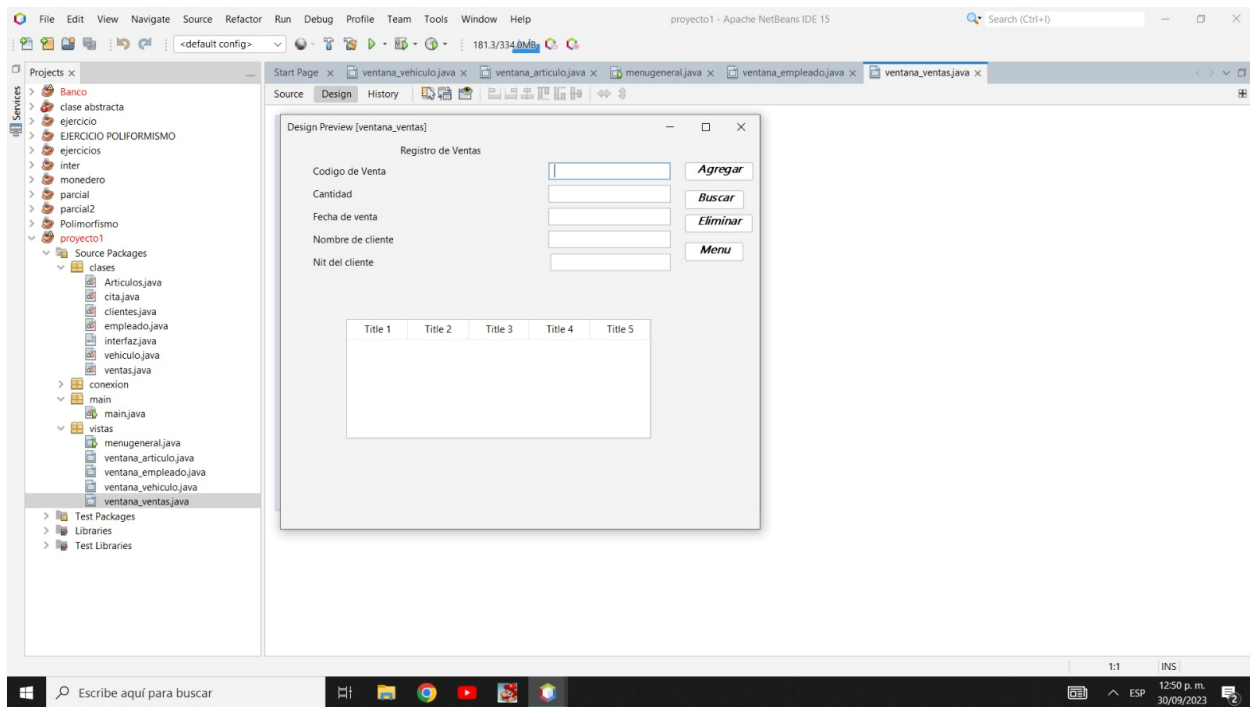 File Edit View Navigate Source Refactor Run Debug Profile Team Tools Window Help
proyecto1 - Apache NetBeans IDE 15
Search (Ctrl+I)
<default config>
181.3/334.0MB
Projects
Start Page
ventana_vehiculo.java
ventana_articulo.java
menugeneral.java
ventana_empleado.java
ventana_ventas.java
Services
Source Design History
Banco
clase abstracta
ejercicio
EJERCICIO POLIFORMISMO
ejercicios
inter
monedero
parcial
parcial2
Polimorfismo
proyecto1
Source Packages
clases
Articulos.java
cita.java
clientes.java
empleado.java
interfaz.java
vehiculo.java
ventas.java
conexion
main
main.java
vistas
menugeneral.java
ventana_articulo.java
ventana_empleado.java
ventana_vehiculo.java
ventana_ventas.java
Test Packages
Libraries
Test Libraries
Design Preview [ventana_ventas]
Registro de Ventas
Codigo de Venta
Agregar
Cantidad
Buscar
Fecha de venta
Eliminar
Nombre de cliente
Menu
Nit del cliente
Title 1 Title 2 Title 3 Title 4 Title 5
1:1 INS
Escribe aquí para buscar
ESP
12:50 p. m.
30/09/2023
2